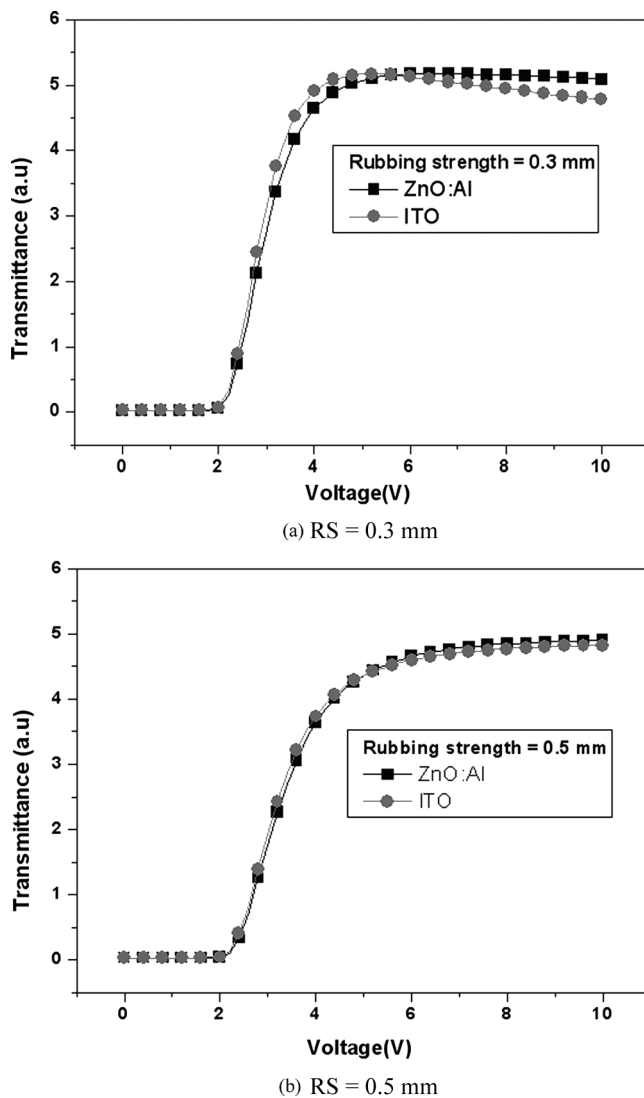 6
5
4
3
2
1
0
Transmittance (a.u)
Rubbing strength = 0.3 mm
ZnO:Al
ITO
0 2 4 6 8 10
Voltage(V)
(a) RS = 0.3 mm
6
5
4
3
2
1
0
Transmittance (a.u)
Rubbing strength = 0.5 mm
ZnO:Al
ITO
0 2 4 6 8 10
Voltage(V)
(b) RS = 0.5 mm